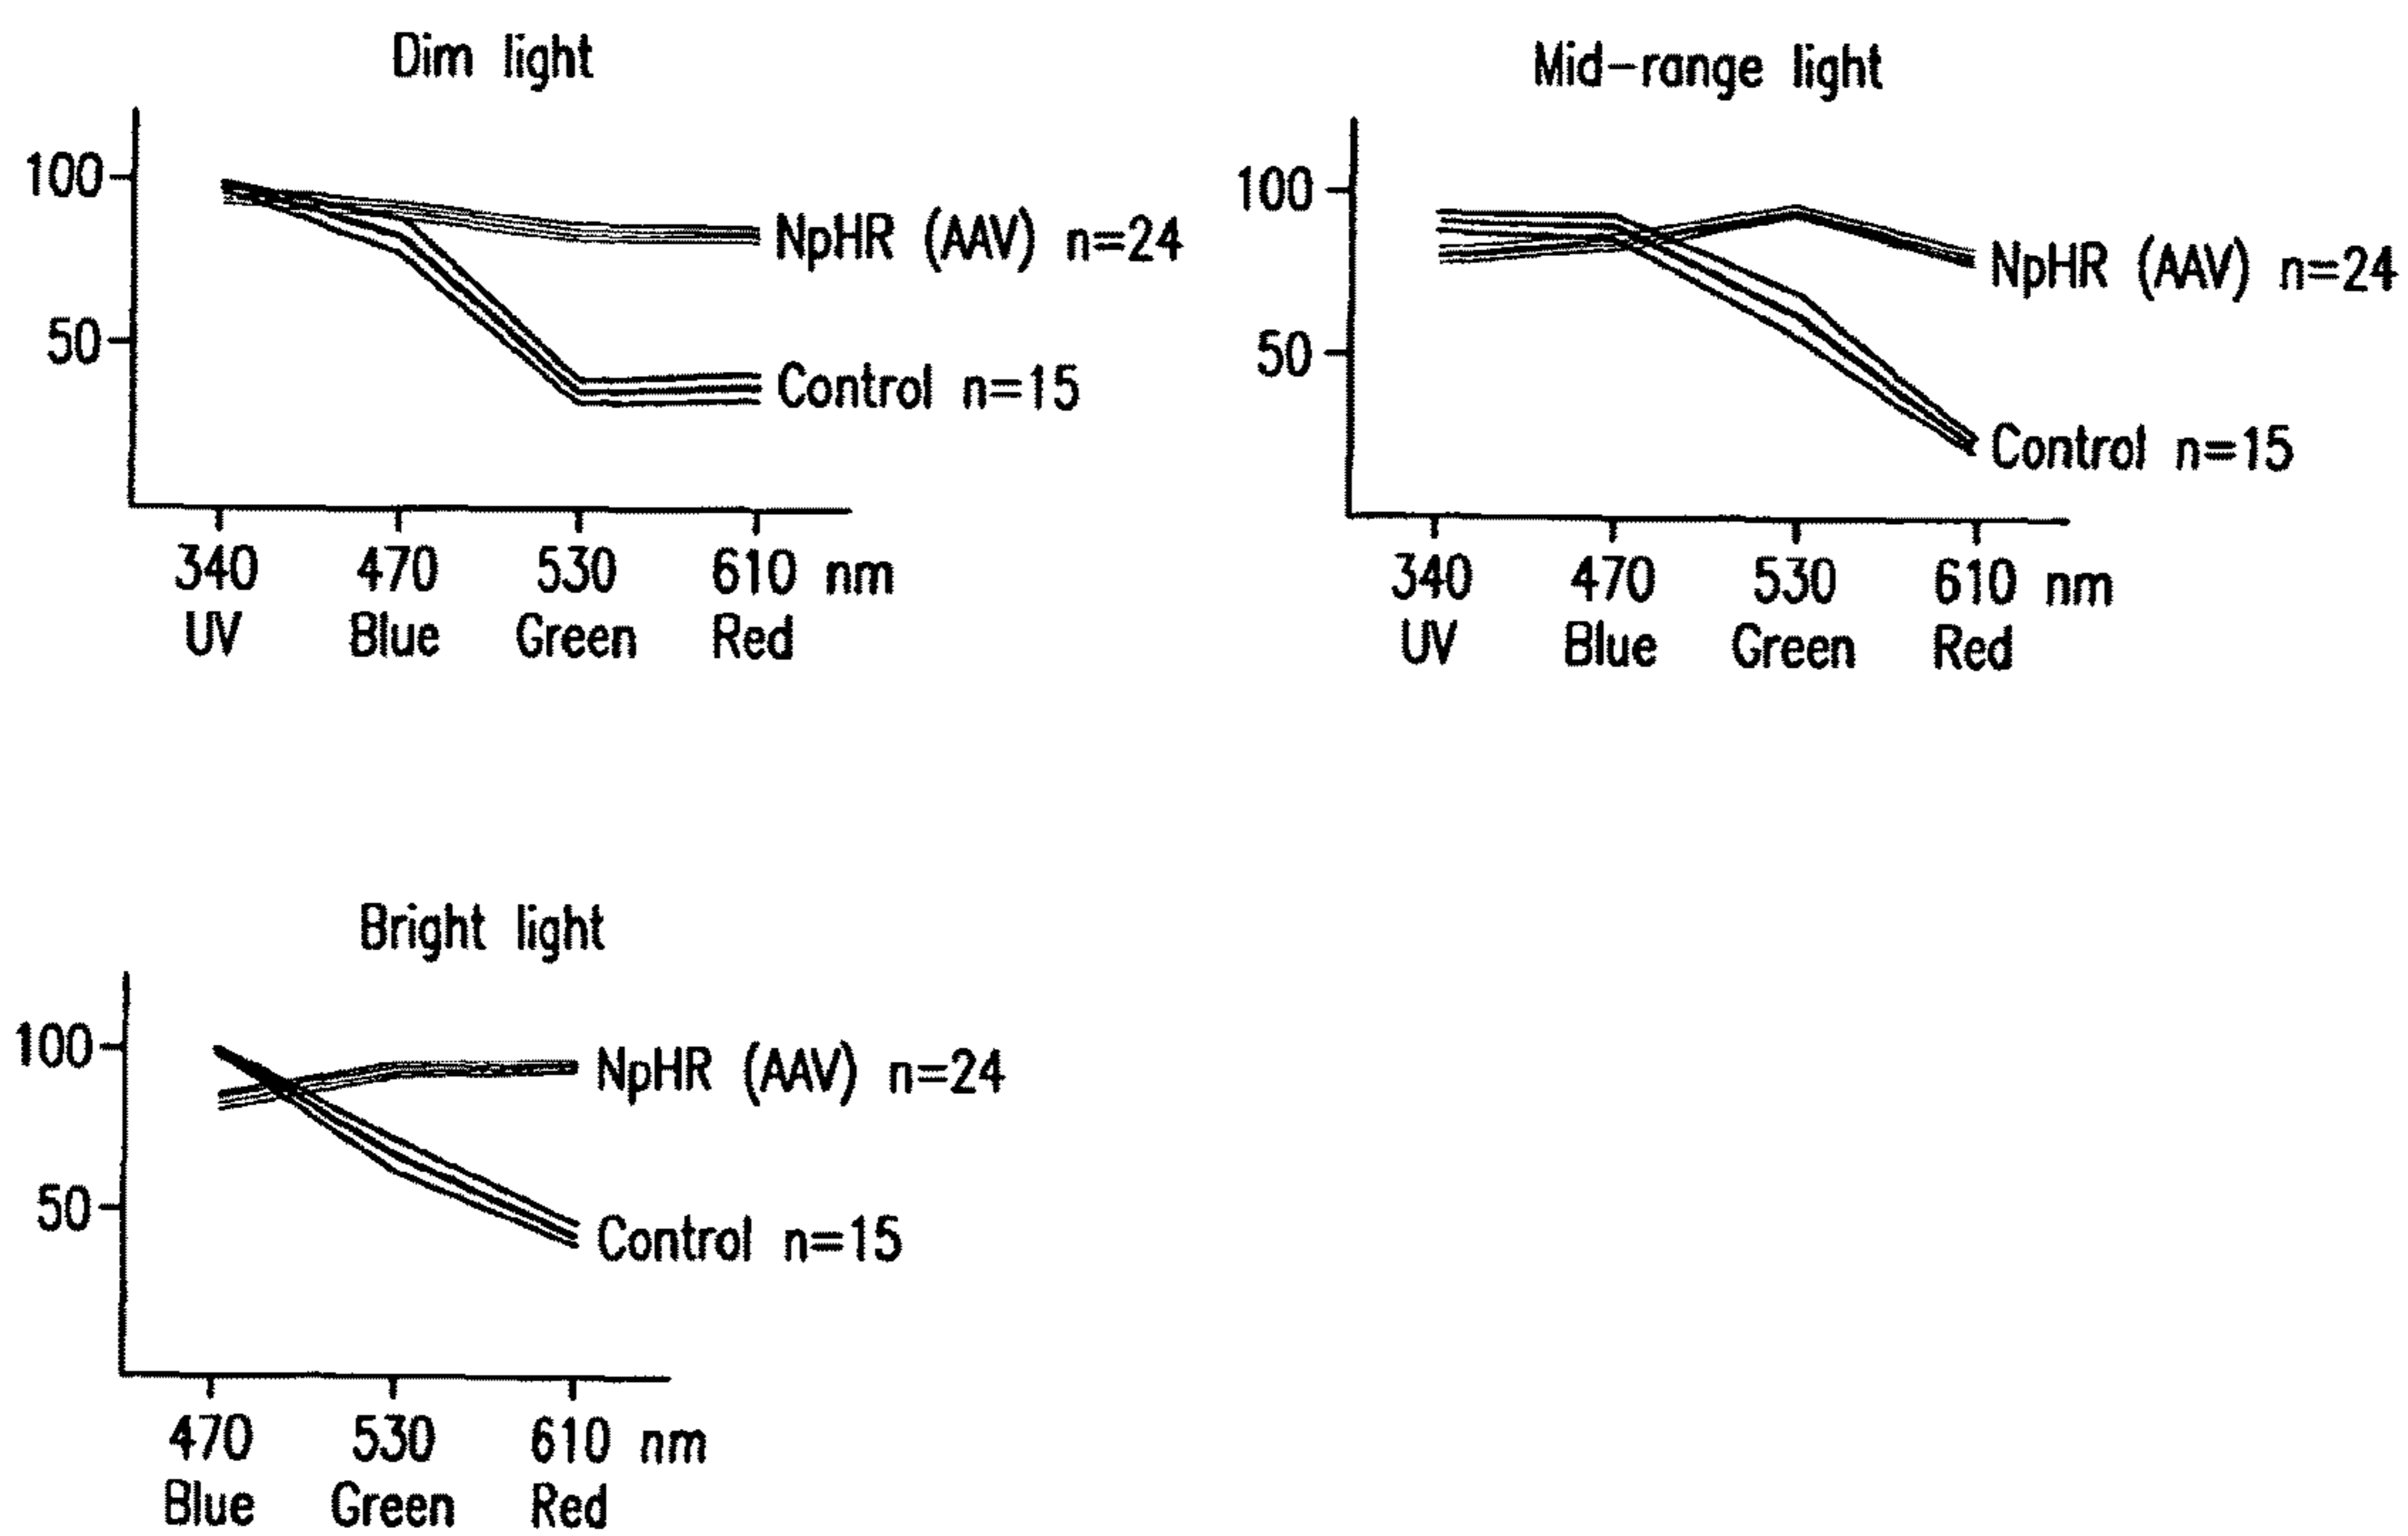 Dim light
100
50
NpHR (AAV) n=24
Control n=15
340 470 530 610 nm
UV Blue Green Red
Mid-range light
100
50
NpHR (AAV) n=24
Control n=15
340 470 530 610 nm
UV Blue Green Red
Bright light
100
50
NpHR (AAV) n=24
Control n=15
470 530 610 nm
Blue Green Red